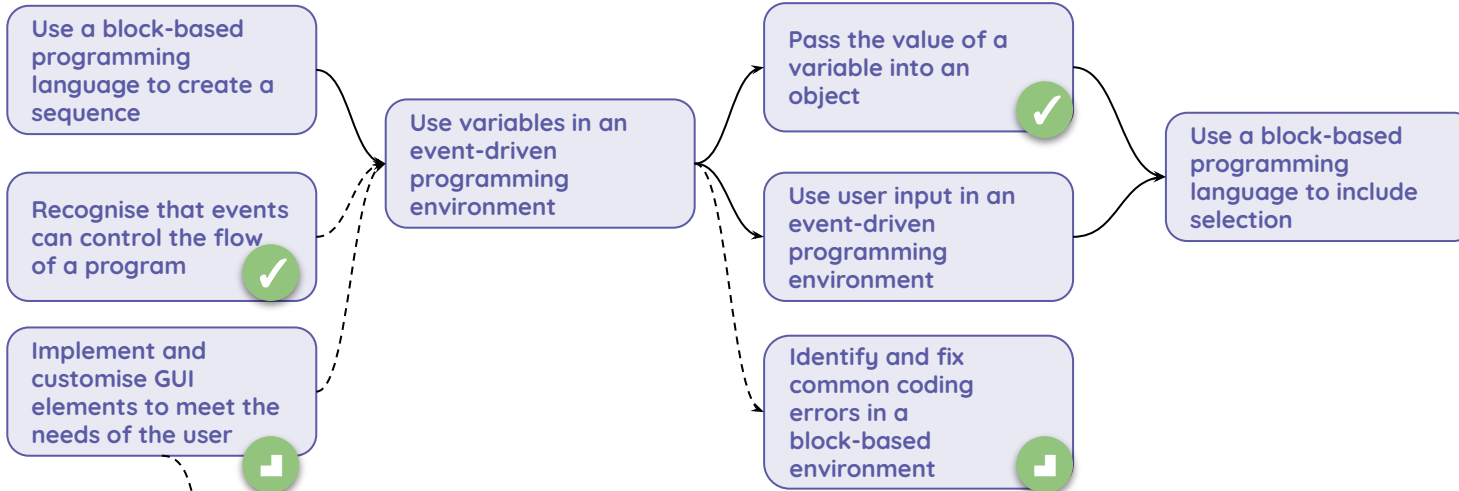 Use a block-based
programming
language to create a
sequence
Recognise that events
can control the flow
of a program
Implement and
customise GUI
elements to meet the
needs of the user
Use variables in an
event-driven
programming
environment
Pass the value of a
variable into an
object
Use user input in an
event-driven
programming
environment
Identify and fix
common coding
errors in a
block-based
environment
Use a block-based
programming
language to include
selection